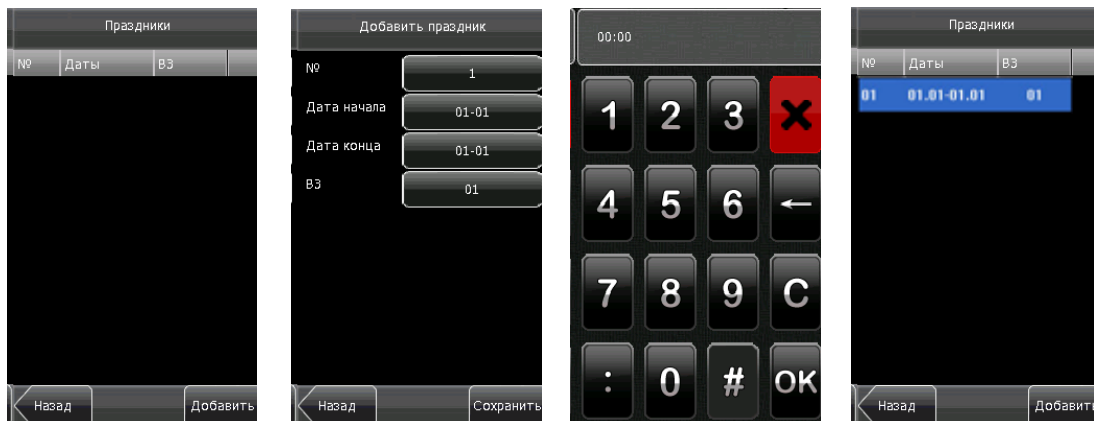 Праздники
№ Даты ВЗ
Назад Добавить
Добавить праздник
№ 1
Дата начала 01-01
Дата конца 01-01
ВЗ 01
Назад Сохранить
00:00
1 2 3
4 5 6 ←
7 8 9 C
: 0 # OK
Праздники
№ Даты ВЗ
01 01.01-01.01 01
Назад Добавить